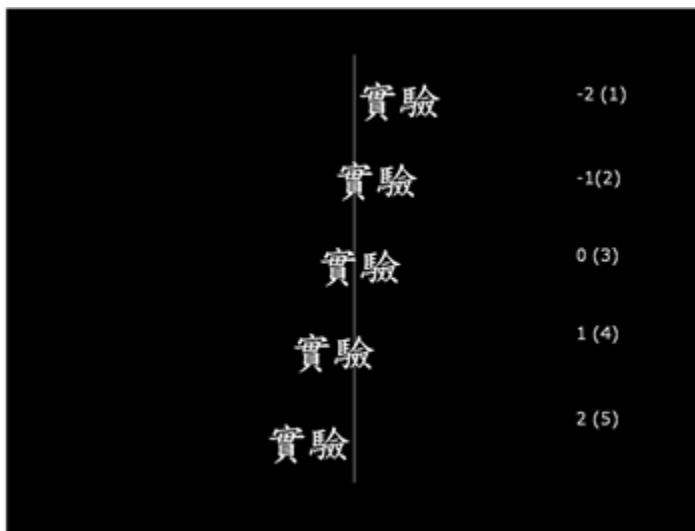 實驗 -2 (1)
實驗 -1(2)
實驗 0 (3)
實驗 1 (4)
實驗 2 (5)